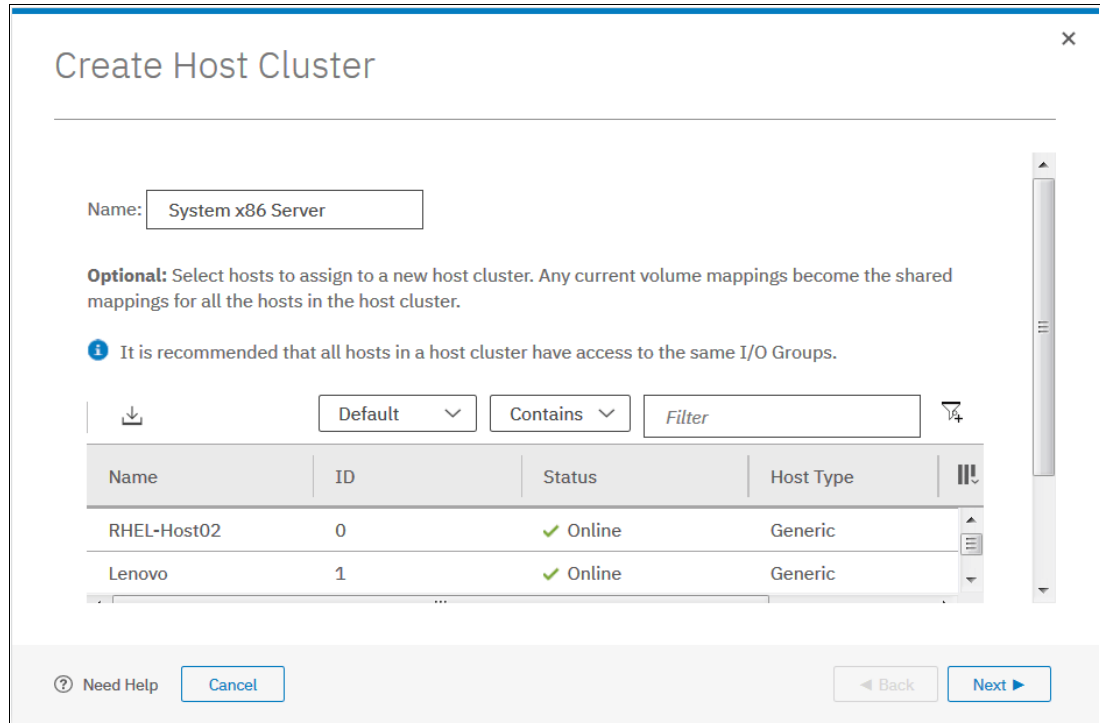 Create Host Cluster
Name: System x86 Server
Optional: Select hosts to assign to a new host cluster. Any current volume mappings become the shared
mappings for all the hosts in the host cluster.
It is recommended that all hosts in a host cluster have access to the same I/O Groups.
Default Contains Filter
Name ID Status Host Type
RHEL-Host02 0 Online Generic
Lenovo 1 Online Generic
Need Help Cancel Back Next